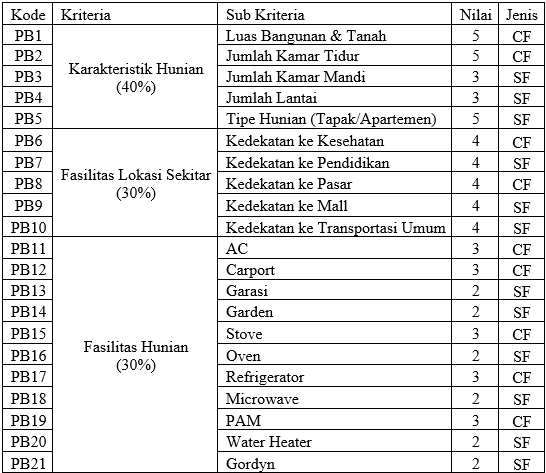 Kode Kriteria Sub Kriteria Nilai Jenis
PB1 Luas Bangunan & Tanah 5 CF
PB2 Jumlah Kamar Tidur 5 CF
PB3 Karakteristik Hunian (40%) Jumlah Kamar Mandi 3 SF
PB4 Jumlah Lantai 3 SF
PB5 Tipe Hunian (Tapak/Apartemen) 5 SF
PB6 Kedekatan ke Kesehatan 4 CF
PB7 Kedekatan ke Pendidikan 4 SF
PB8 Fasilitas Lokasi Sekitar (30%) Kedekatan ke Pasar 4 CF
PB9 Kedekatan ke Mall 4 SF
PB10 Kedekatan ke Transportasi Umum 4 SF
PB11 AC 3 CF
PB12 Carport 3 CF
PB13 Garasi 2 SF
PB14 Garden 2 SF
PB15 Stove 3 CF
PB16 Fasilitas Hunian (30%) Oven 2 SF
PB17 Refrigerator 3 CF
PB18 Microwave 2 SF
PB19 PAM 3 CF
PB20 Water Heater 2 SF
PB21 Gordyn 2 SF